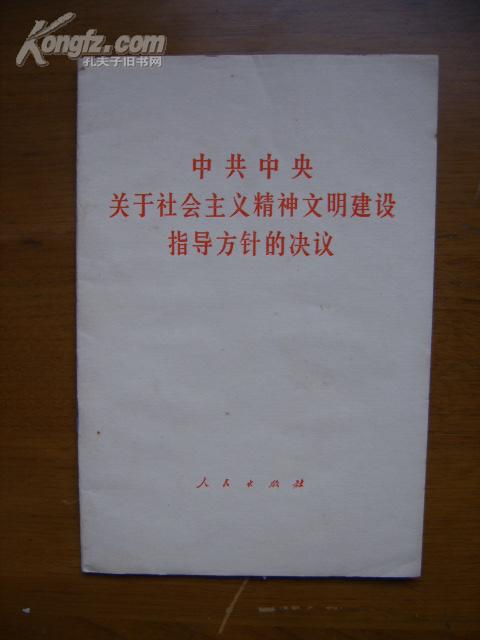 Kongfz.com
孔夫子旧书网
中共中央
关于社会主义精神文明建设
指导方针的决议
人民出版社